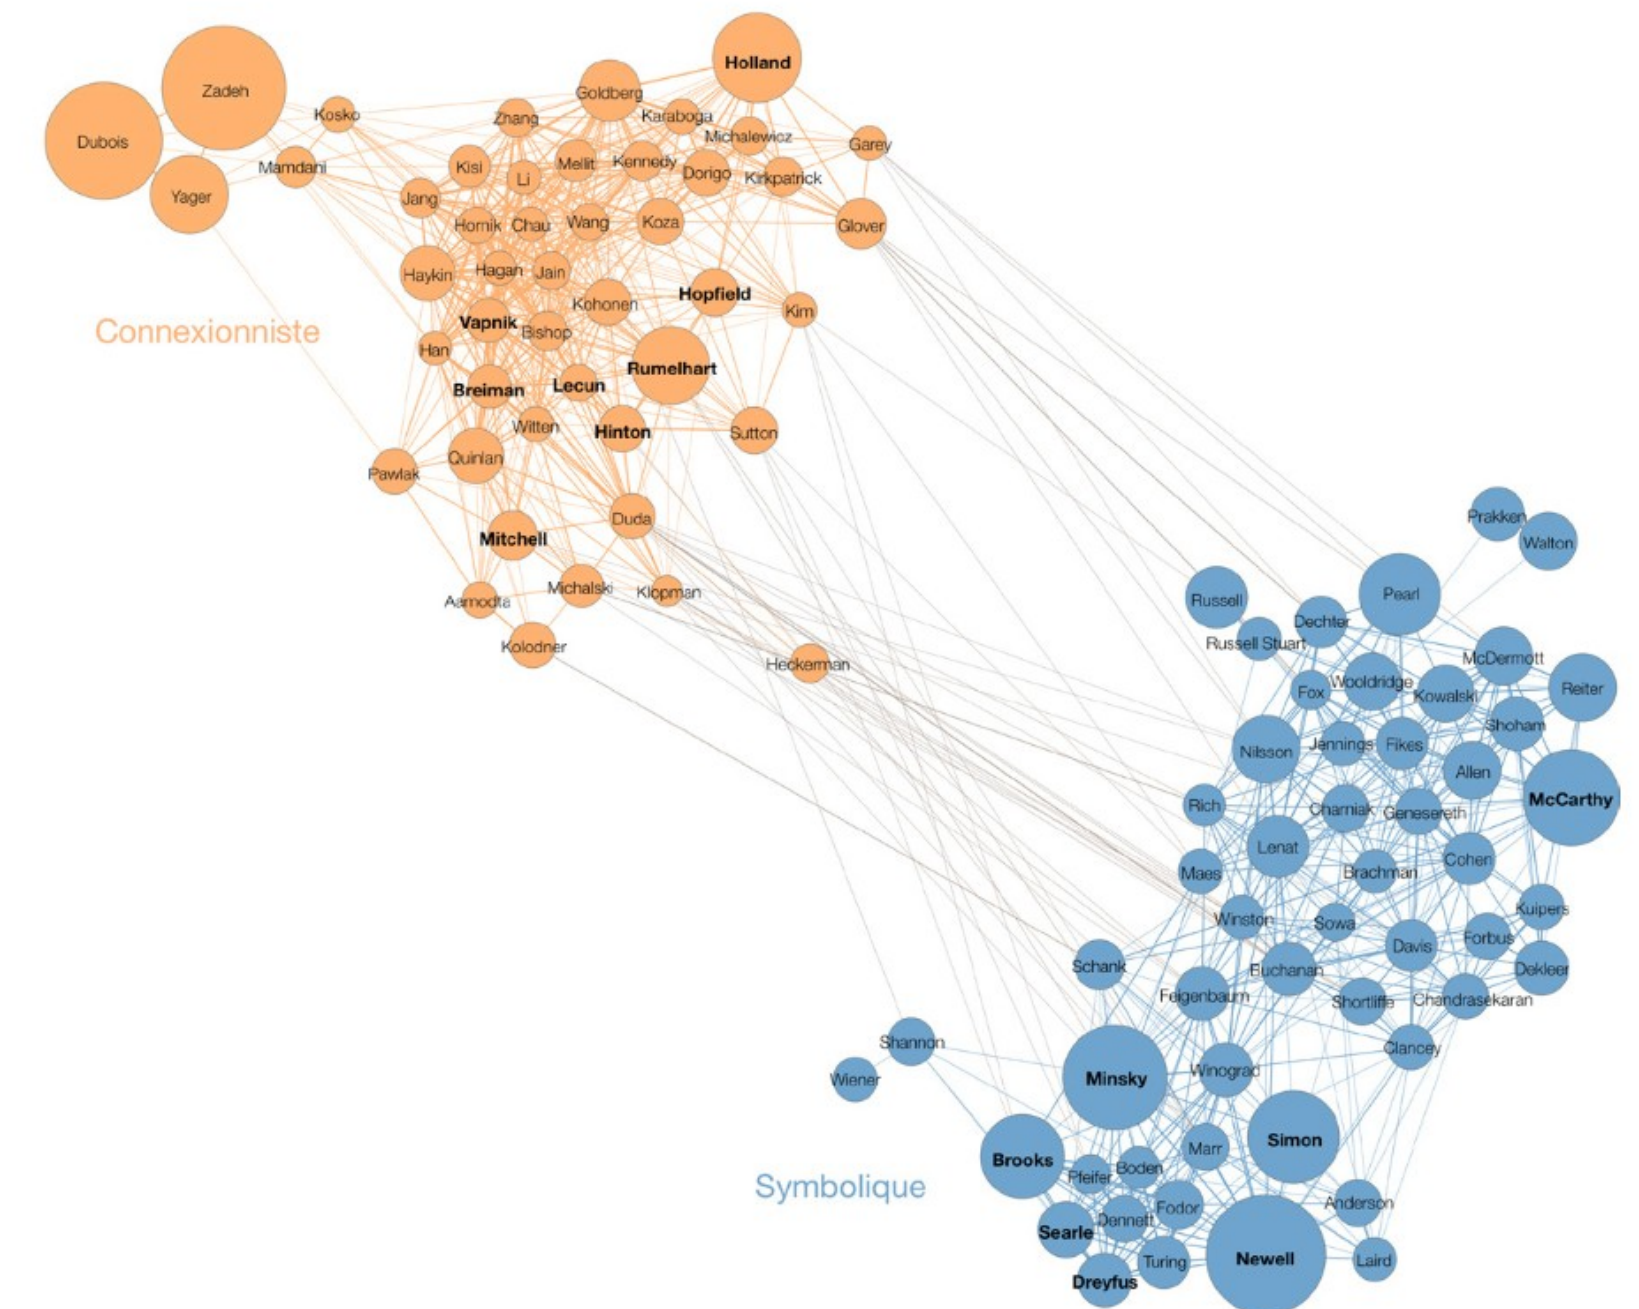 Holland
Zadeh
Goldberg
Kosko
Zhang
Karaboga
Michalewicz
Dubois
Garey
Mamdani
Kisi
Li
Mellit
Kennedy
Dorigo
Kirkpatrick
Yager
Jang
Hornik
Chau
Wang
Koza
Glover
Haykin
Hagan
Jain
Hopfield
Kohonen
Kim
Connexionniste
Vapnik
Bishop
Han
Rumelhart
Breiman
Lecun
Witten
Hinton
Sutton
Quinlan
Pawlak
Duda
Mitchell
Michalski
Klopman
Aamodta
Kolodner
Heckerman
Prakken
Walton
Russell
Pearl
Dechter
Russell Stuart
McDermott
Fox
Wooldridge
Kowalski
Reiter
Shoham
Nilsson
Jennings
Fikes
Allen
McCarthy
Rich
Charniak
Genesereth
Lenat
Cohen
Maes
Brachman
Kuipers
Winston
Sowa
Davis
Forbus
Schank
Buchanan
Dekleer
Feigenbaum
Shortliffe
Chandrasekaran
Shannon
Clancey
Wiener
Minsky
Winograd
Simon
Brooks
Marr
Pfeifer
Boden
Symbolique
Anderson
Fodor
Dennett
Searle
Newell
Turing
Laird
Dreyfus